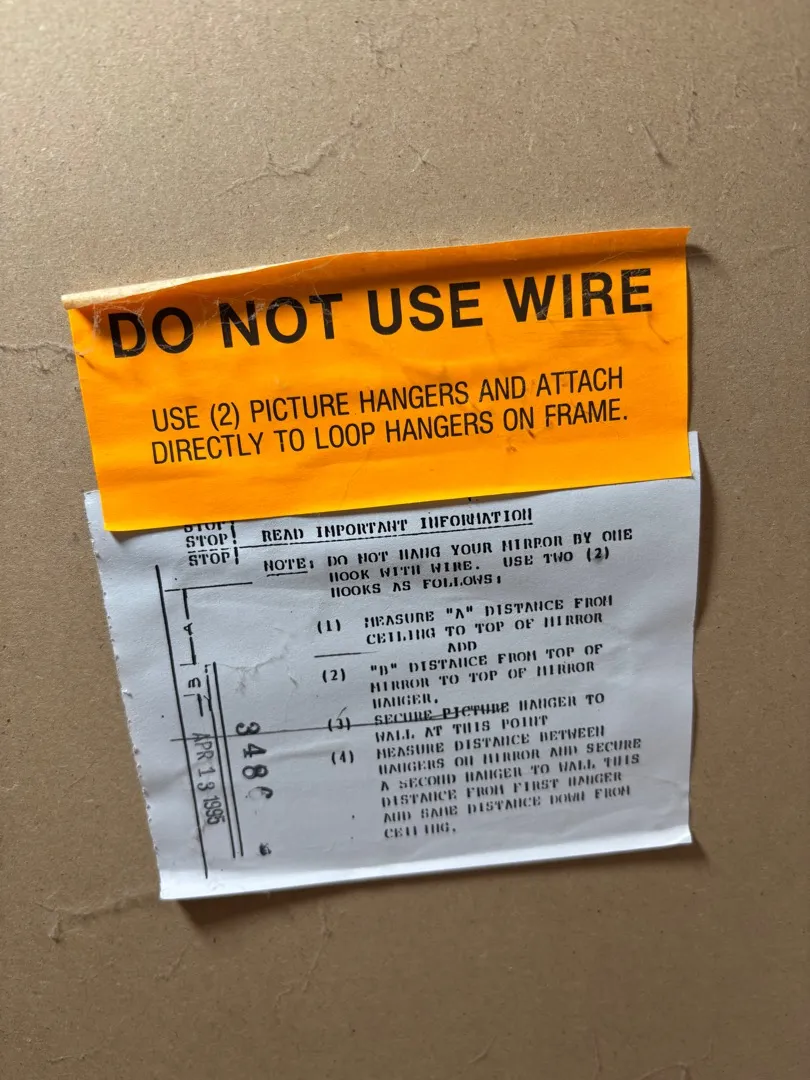 DO NOT USE WIRE
USE (2) PICTURE HANGERS AND ATTACH
DIRECTLY TO LOOP HANGERS ON FRAME.
STOP!
STOP!
STOP!
READ IMPORTANT INFORMATION
NOTE: DO NOT HANG YOUR MIRROR BY ONE
HOOK WITH WIRE. USE TWO (2)
HOOKS AS FOLLOWS:
(1) MEASURE "A" DISTANCE FROM
CEILING TO TOP OF MIRROR
ADD
(2) "B" DISTANCE FROM TOP OF
MIRROR TO TOP OF MIRROR
HANGER.
(3) SECURE PICTURE HANGER TO
WALL AT THIS POINT
(4) MEASURE DISTANCE BETWEEN
HANGERS ON MIRROR AND SECURE
A SECOND HANGER TO WALL THIS
DISTANCE FROM FIRST HANGER
AND SAME DISTANCE DOWN FROM
CEILING.
A
B
APR 13 1995